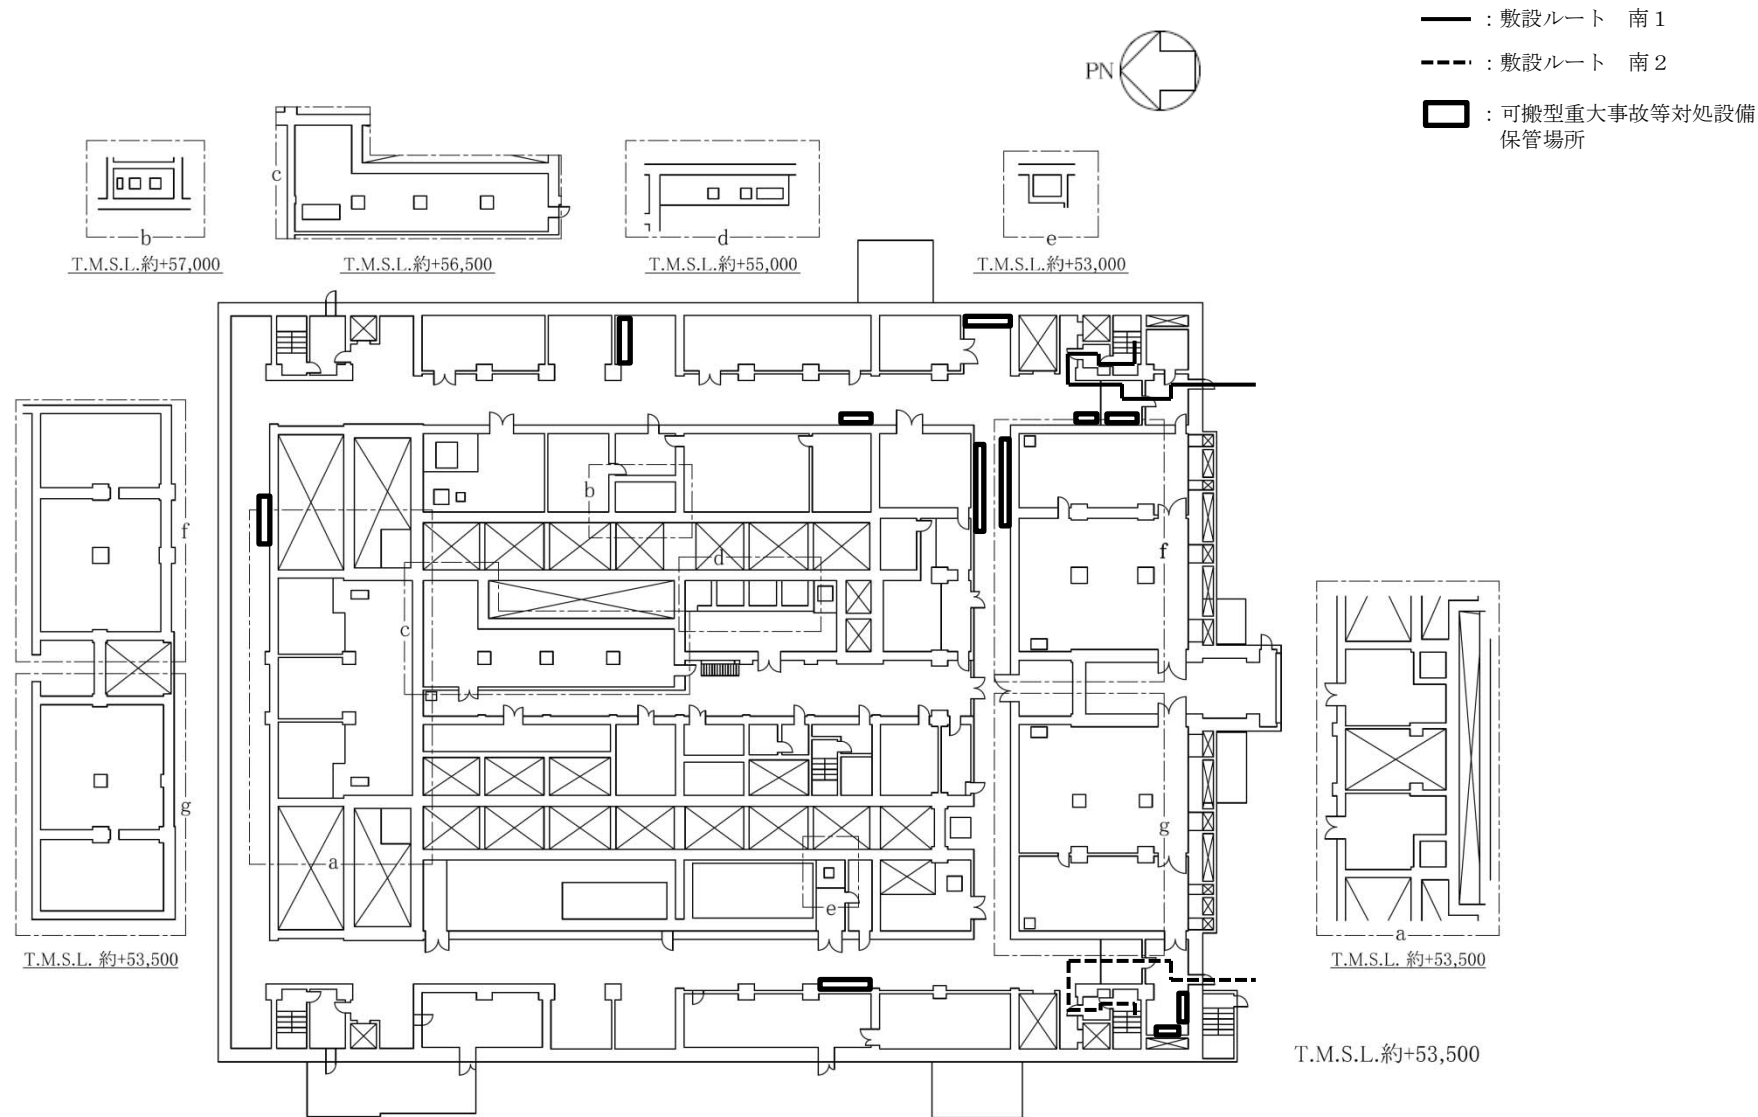 ：敷設ルート　南１
：敷設ルート　南２
：可搬型重大事故等対処設備
保管場所
PN
b
T.M.S.L.約+57,000
c
T.M.S.L.約+56,500
d
T.M.S.L.約+55,000
e
T.M.S.L.約+53,000
f
g
T.M.S.L. 約+53,500
b
d
c
a
e
f
g
a
T.M.S.L. 約+53,500
T.M.S.L.約+53,500